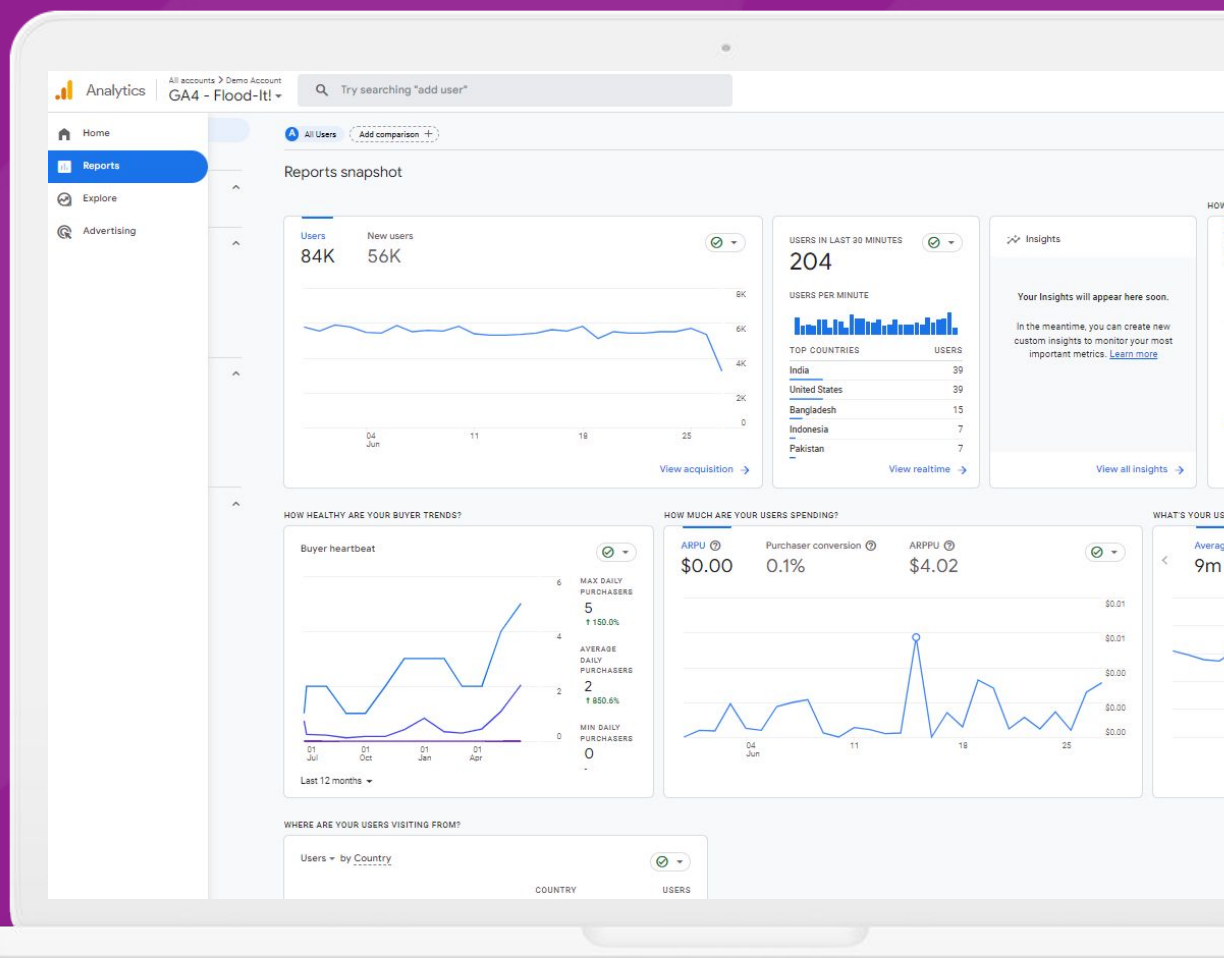 All accounts > Demo Account
Analytics
GA4 - Flood-It!
Try searching "add user"
Home
Reports
Explore
Advertising
A All Users
Add comparison +
Reports snapshot
HOW
Users
84K
New users
56K
8K
6K
4K
2K
0
04
Jun
11
18
25
View acquisition →
USERS IN LAST 30 MINUTES
204
USERS PER MINUTE
TOP COUNTRIES USERS
India 39
United States 39
Bangladesh 15
Indonesia 7
Pakistan 7
View realtime →
Insights
Your Insights will appear here soon.
In the meantime, you can create new
custom insights to monitor your most
important metrics. Learn more
View all insights →
HOW HEALTHY ARE YOUR BUYER TRENDS?
Buyer heartbeat
6
4
2
0
01
Jul
01
Oct
01
Jan
01
Apr
Last 12 months
MAX DAILY
PURCHASERS
5
↑ 150.0%
AVERAGE
DAILY
PURCHASERS
2
↑ 850.6%
MIN DAILY
PURCHASERS
0
-
HOW MUCH ARE YOUR USERS SPENDING?
ARPU
$0.00
Purchaser conversion
0.1%
ARPPU
$4.02
$0.01
$0.01
$0.00
$0.00
$0.00
04
Jun
11
18
25
WHAT'S YOUR US
Averag
9m
WHERE ARE YOUR USERS VISITING FROM?
Users by Country
COUNTRY USERS